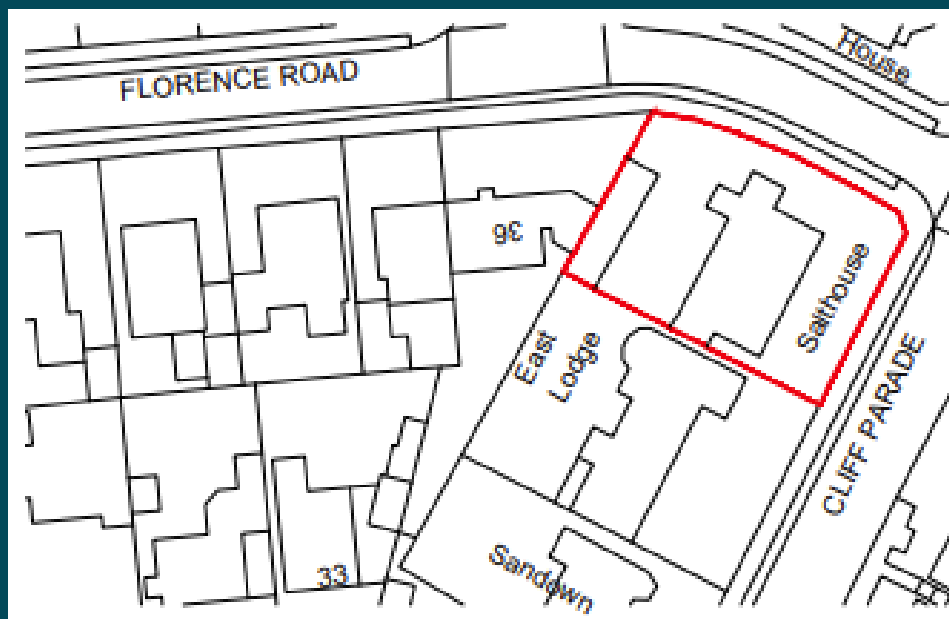 House
FLORENCE ROAD
36
Salthouse
East
Lodge
CLIFF PARADE
Sandown
33